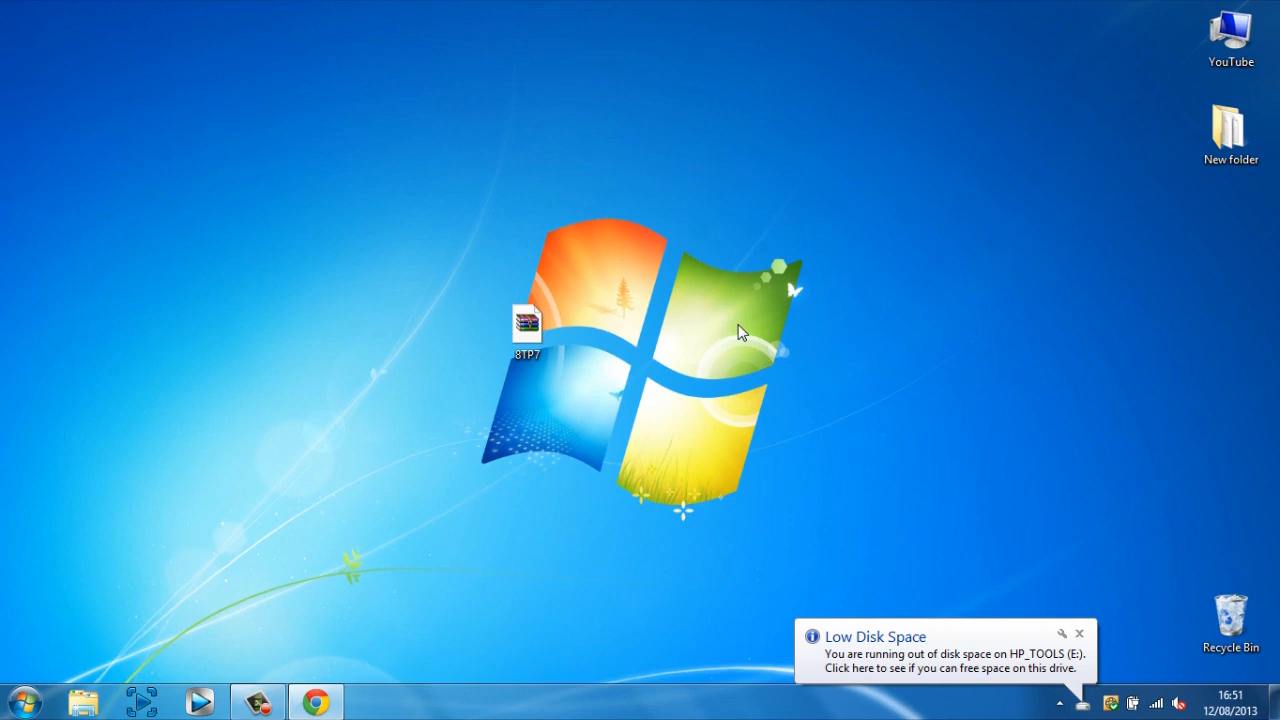 YouTube
New folder
8TP7
Low Disk Space
You are running out of disk space on HP_TOOLS (E:).
Click here to see if you can free space on this drive.
Recycle Bin
16:51
12/08/2013